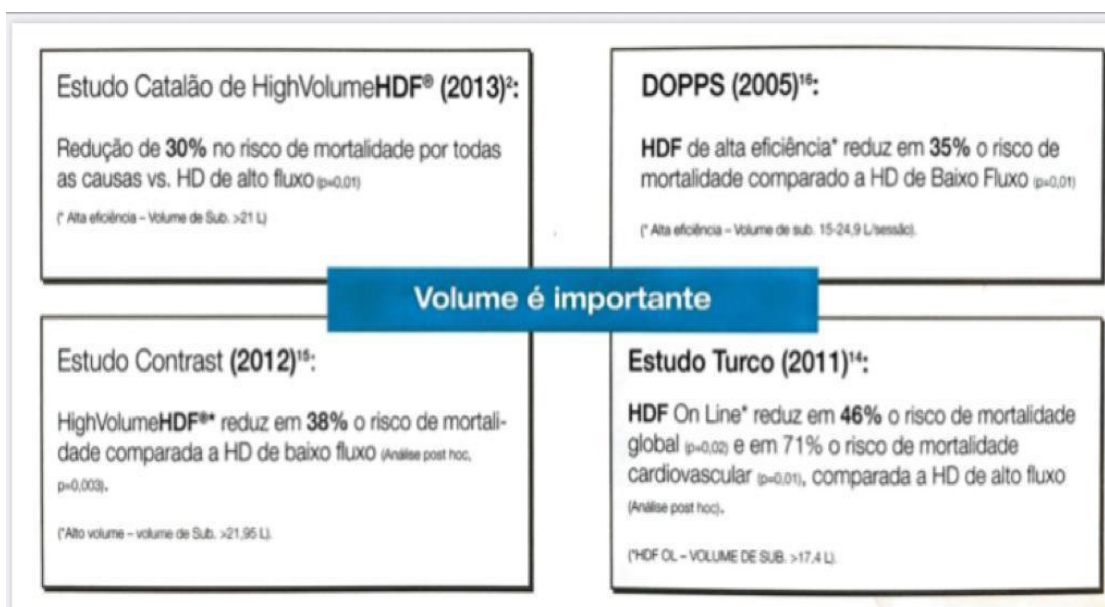 Estudo Catalão de HighVolumeHDF® (2013)²:
Redução de 30% no risco de mortalidade por todas
as causas vs. HD de alto fluxo (p=0,01)
(* Alta eficiência – Volume de Sub. >21 L)
DOPPS (2005)¹⁶:
HDF de alta eficiência* reduz em 35% o risco de
mortalidade comparado a HD de Baixo Fluxo (p=0,01)
(* Alta eficiência – Volume de sub. 15-24,9 L/sessão).
Volume é importante
Estudo Contrast (2012)¹⁵:
HighVolumeHDF®* reduz em 38% o risco de mortali-
dade comparada a HD de baixo fluxo (Análise post hoc,
p=0,003).
(*Alto volume – volume de Sub. >21,95 L).
Estudo Turco (2011)¹⁴:
HDF On Line* reduz em 46% o risco de mortalidade
global (p=0,02) e em 71% o risco de mortalidade
cardiovascular (p=0,01), comparada a HD de alto fluxo
(Análise post hoc).
(*HDF OL – VOLUME DE SUB. >17,4 L).